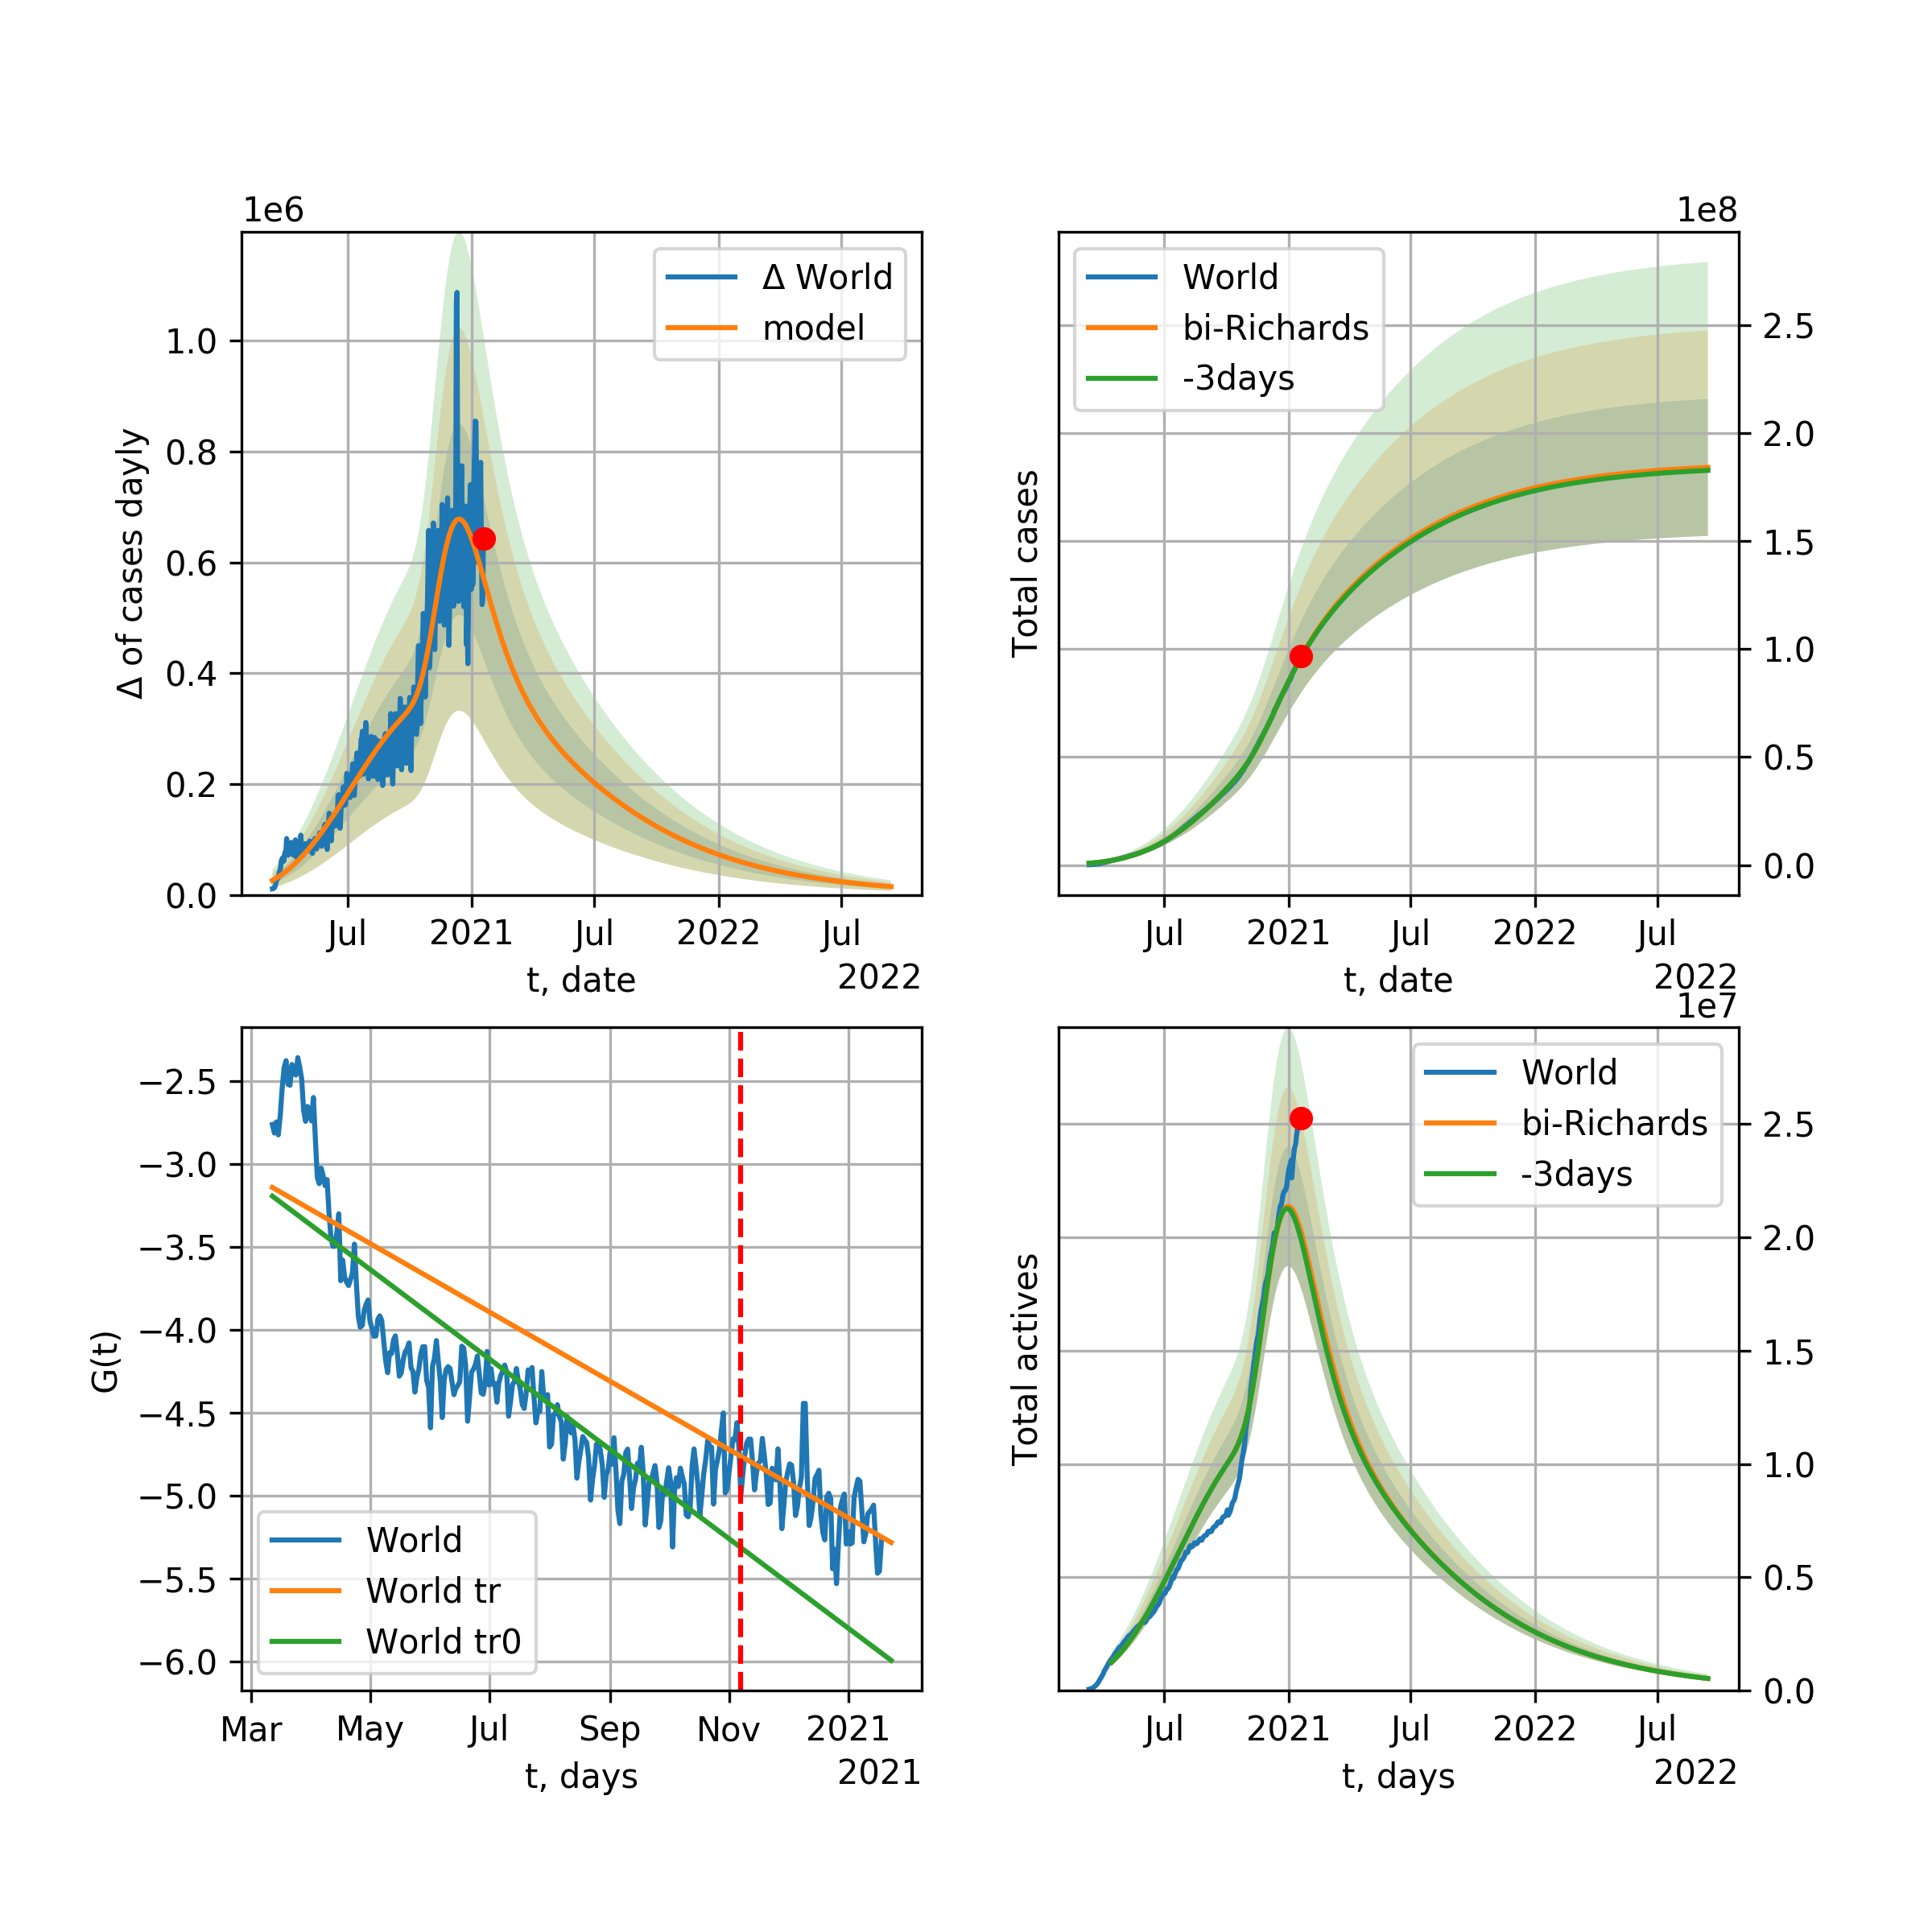 1e6
Δ World
model
Δ of cases dayly
1.0
0.8
0.6
0.4
0.2
0.0
Jul 2021 Jul 2022 Jul
t, date
2022
1e8
World
bi-Richards
-3days
Total cases
2.5
2.0
1.5
1.0
0.5
0.0
Jul 2021 Jul 2022 Jul
t, date
2022
G(t)
−2.5
−3.0
−3.5
−4.0
−4.5
−5.0
−5.5
−6.0
World
World tr
World tr0
Mar May Jul Sep Nov 2021
t, days
2021
1e7
World
bi-Richards
-3days
Total actives
2.5
2.0
1.5
1.0
0.5
0.0
Jul 2021 Jul 2022 Jul
t, days
2022